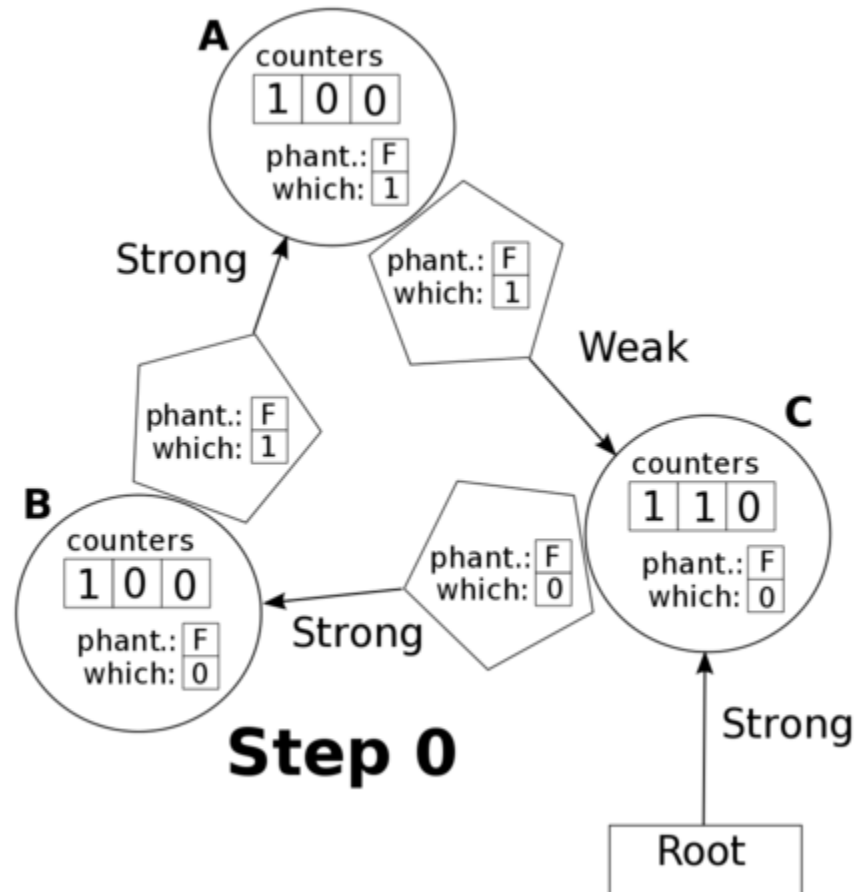 A
counters
1 0 0
phant.: F
which: 1
Strong
phant.: F
which: 1
Weak
phant.: F
which: 1
C
counters
1 1 0
phant.: F
which: 0
B
counters
1 0 0
phant.: F
which: 0
phant.: F
which: 0
Strong
Strong
Step 0
Root